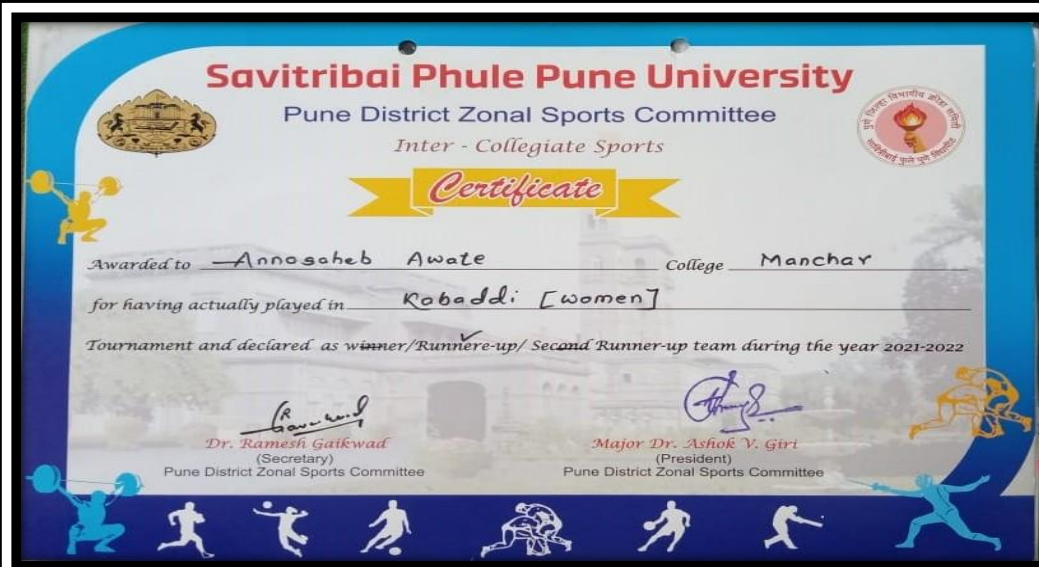 Savitribai Phule Pune University
Pune District Zonal Sports Committee
Inter - Collegiate Sports
Certificate
पुणे जिल्हा विभागीय क्रीडा समिती
सावित्रीबाई फुले पुणे विद्यापीठ
Awarded to Annosaheb Awate College Manchar
for having actually played in Kabaddi [women]
Tournament and declared as winner/Runnere-up/ Second Runner-up team during the year 2021-2022
Dr. Ramesh Gaikwad
(Secretary)
Pune District Zonal Sports Committee
Major Dr. Ashok V. Giri
(President)
Pune District Zonal Sports Committee